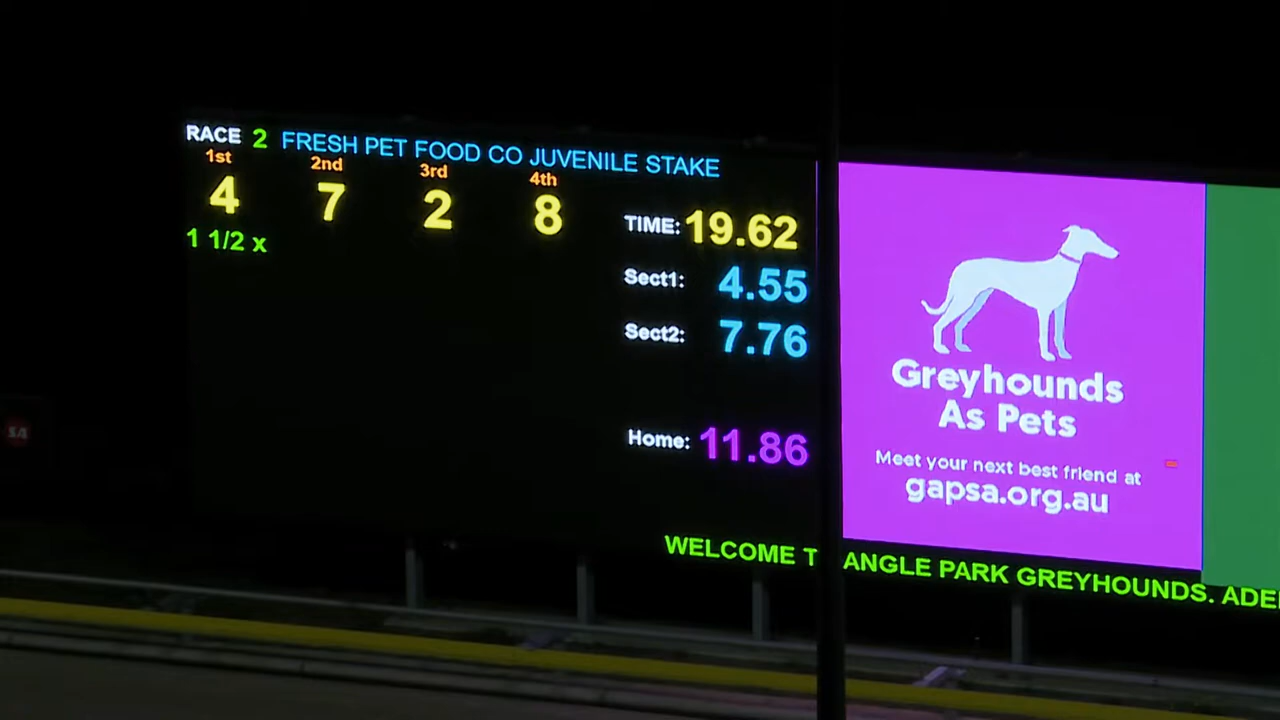 RACE 2 FRESH PET FOOD CO JUVENILE STAKE
1st 2nd 3rd 4th
4 7 2 8
1 1/2 x
TIME: 19.62
Sect1: 4.55
Sect2: 7.76
Home: 11.86
Greyhounds
As Pets
Meet your next best friend at
gapsa.org.au
WELCOME T ANGLE PARK GREYHOUNDS. ADE
SA